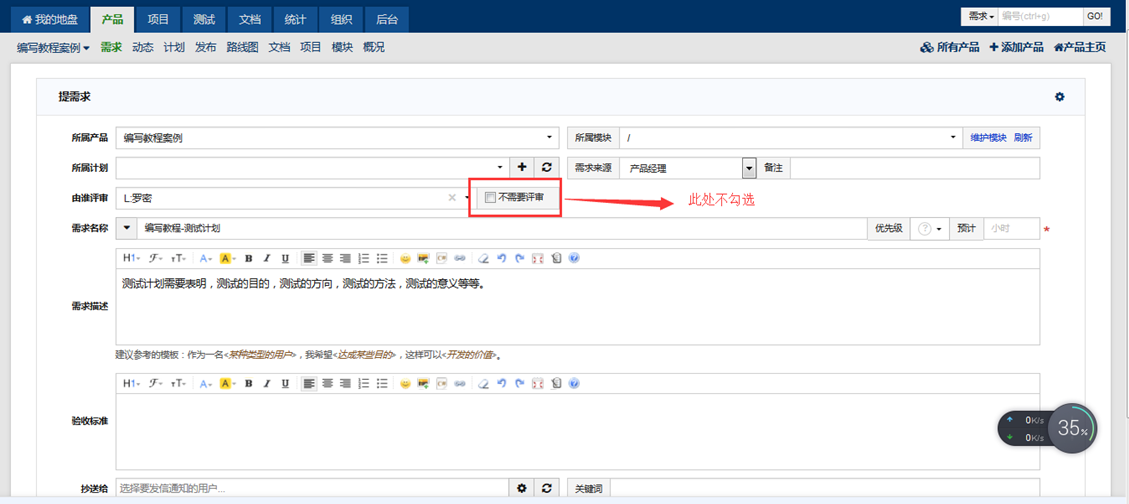 我的地盘 产品 项目 测试 文档 统计 组织 后台 需求 编号(ctrl+g) GO!
编写教程案例 需求 动态 计划 发布 路线图 文档 项目 模块 概况 所有产品 添加产品 产品主页
提需求
所属产品 编写教程案例 所属模块 / 维护模块 刷新
所属计划 需求来源 产品经理 备注
由谁评审 L:罗密 不需要评审 此处不勾选
需求名称 编写教程-测试计划 优先级 ? 预计 小时 *
H1 F TT A A B I U
需求描述
测试计划需要表明，测试的目的，测试的方向，测试的方法，测试的意义等等。
建议参考的模板：作为一名<某种类型的用户>，我希望<达成某些目的>，这样可以<开发的价值>。
H1 F TT A A B I U
验收标准
0K/s
0K/s
35%
抄送给 选择要发信通知的用户... 关键词